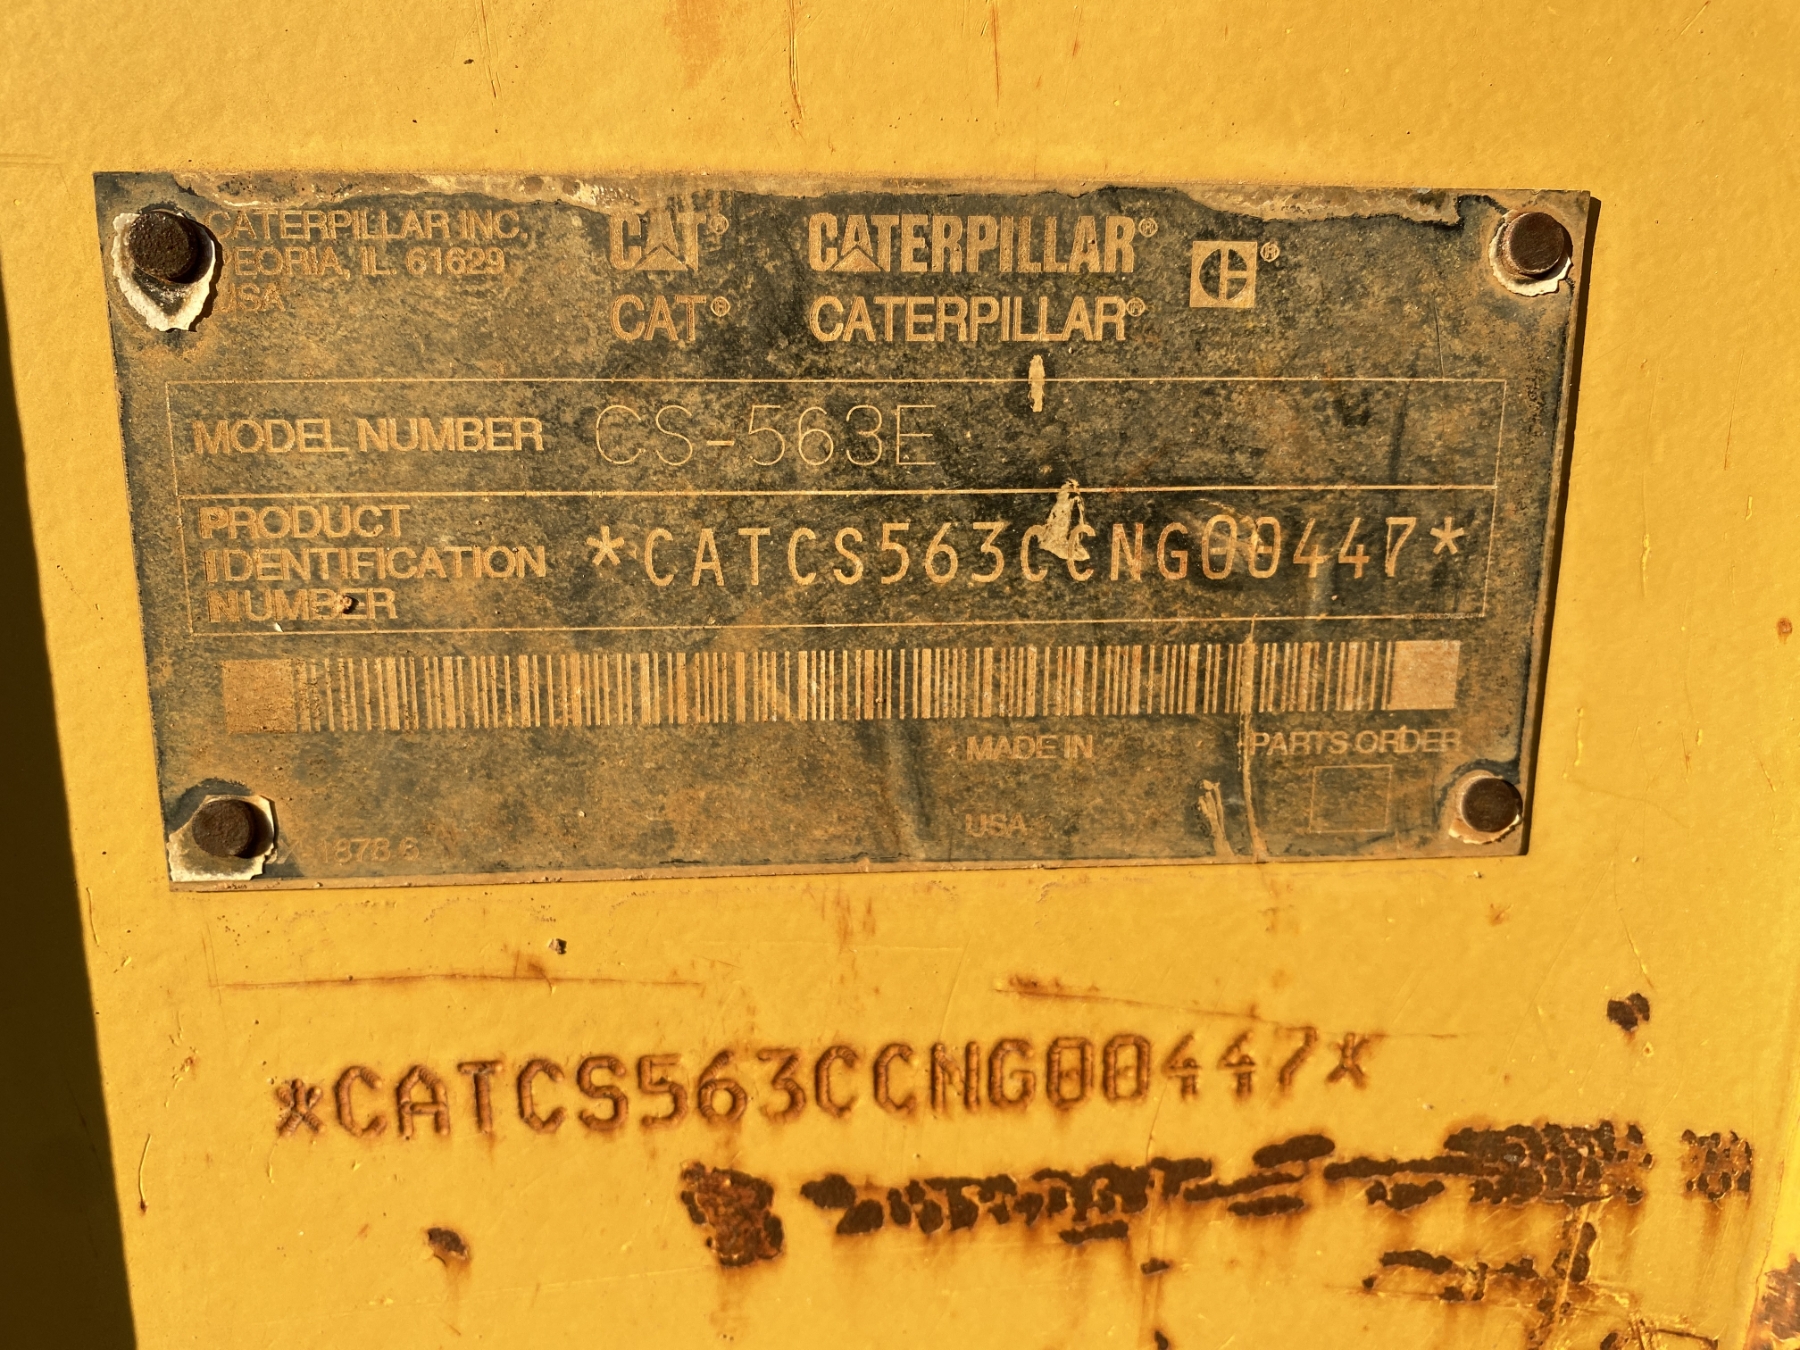 CATERPILLAR INC.
PEORIA, IL. 61629
USA
CAT® CATERPILLAR® ®
CAT® CATERPILLAR®
MODEL NUMBER CS-563E
PRODUCT
IDENTIFICATION
NUMBER
*CATCS563CCNG00447*
MADE IN
PARTS ORDER
USA
*CATCS563CCNG00447*